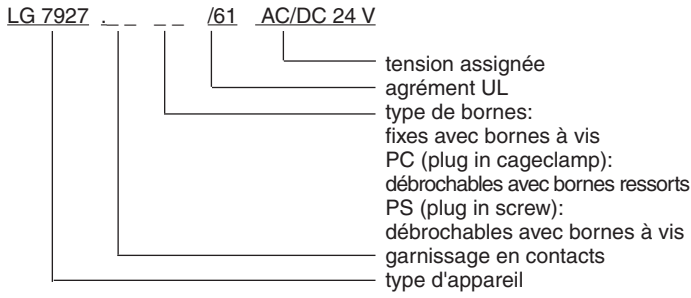 LG 7927 ._ _ _ _ /61 AC/DC 24 V
tension assignée
agrément UL
type de bornes:
fixes avec bornes à vis
PC (plug in cageclamp):
débrochables avec bornes ressorts
PS (plug in screw):
débrochables avec bornes à vis
garnissage en contacts
type d'appareil